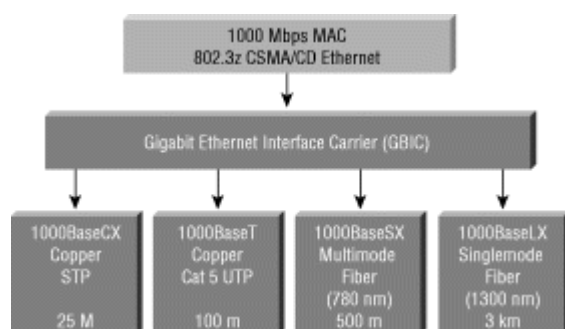 1000 Mbps MAC
802.3z CSMA/CD Ethernet
Gigabit Ethernet Interface Carrier (GBIC)
1000BaseCX
Copper
STP
25 M
1000BaseT
Copper
Cat 5 UTP
100 m
1000BaseSX
Multimode
Fiber
(780 nm)
500 m
1000BaseLX
Singlemode
Fiber
(1300 nm)
3 km